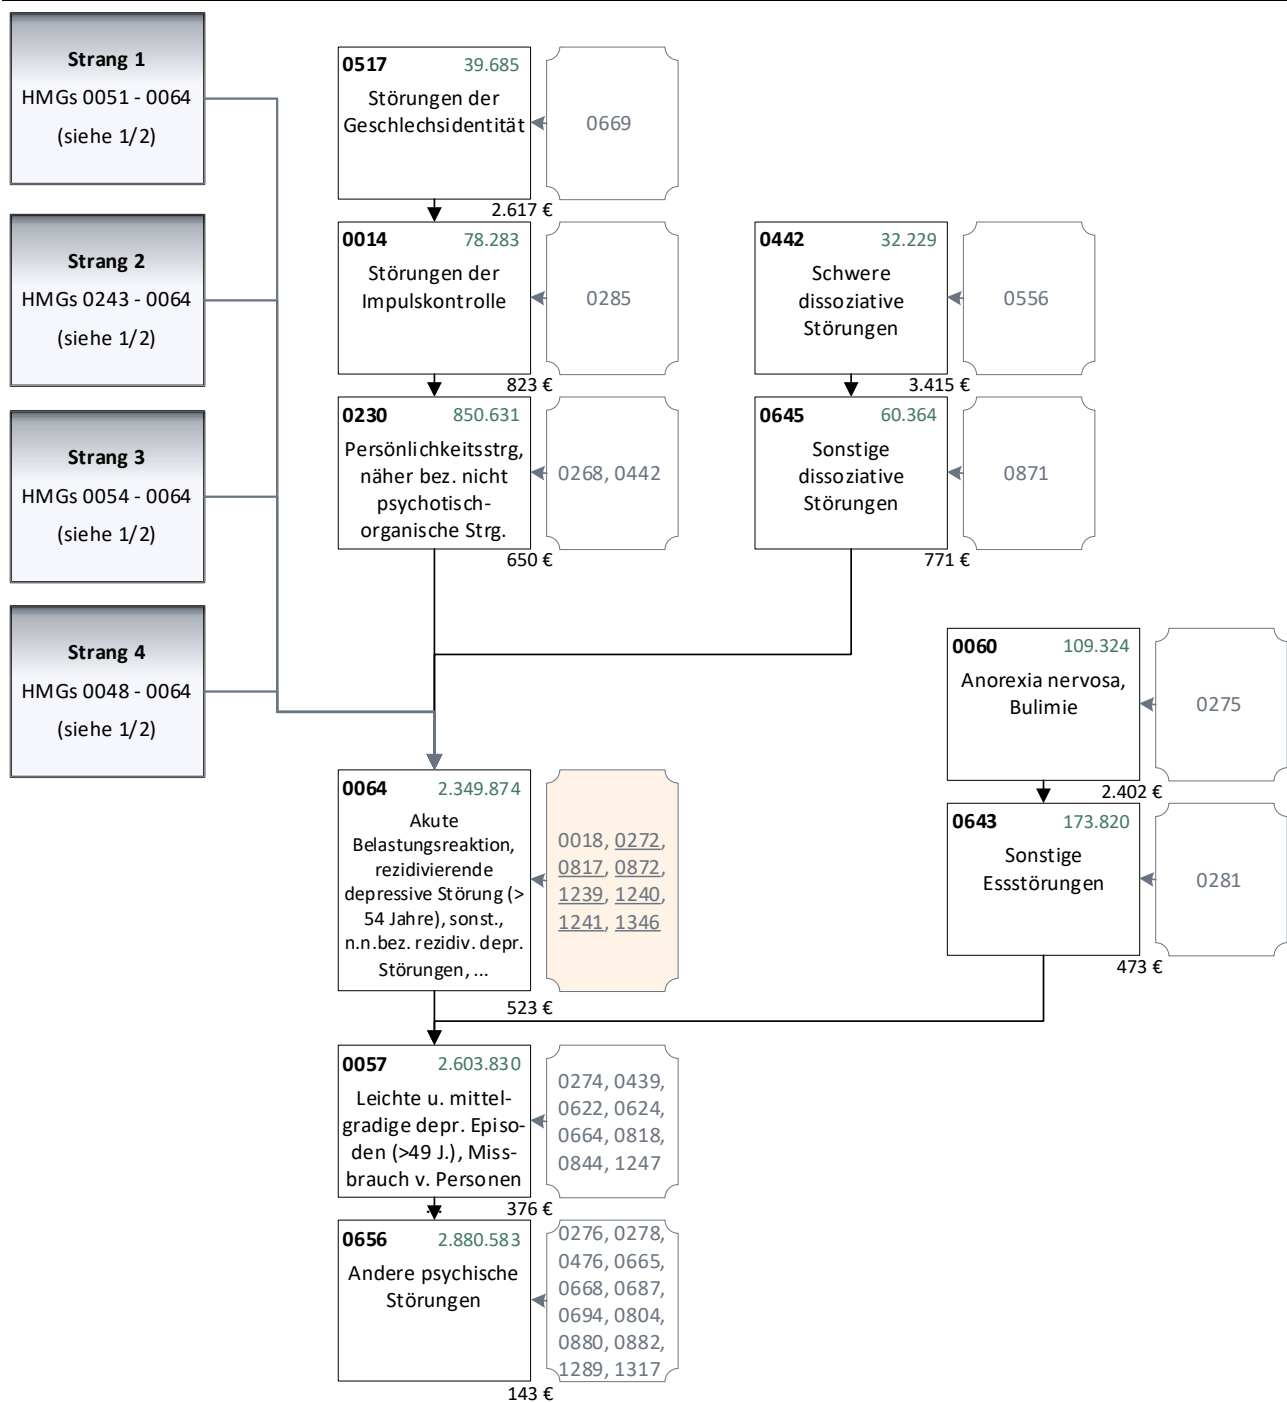 Strang 1
HMGs 0051 - 0064
(siehe 1/2)
Strang 2
HMGs 0243 - 0064
(siehe 1/2)
Strang 3
HMGs 0054 - 0064
(siehe 1/2)
Strang 4
HMGs 0048 - 0064
(siehe 1/2)
0517 39.685
Störungen der
Geschlechsidentität
0669
2.617 €
0014 78.283
Störungen der
Impulskontrolle
0285
823 €
0230 850.631
Persönlichkeitsstrg,
näher bez. nicht
psychotisch-
organische Strg.
0268, 0442
650 €
0442 32.229
Schwere
dissoziative
Störungen
0556
3.415 €
0645 60.364
Sonstige
dissoziative
Störungen
0871
771 €
0060 109.324
Anorexia nervosa,
Bulimie
0275
2.402 €
0643 173.820
Sonstige
Essstörungen
0281
473 €
0064 2.349.874
Akute
Belastungsreaktion,
rezidivierende
depressive Störung (>
54 Jahre), sonst.,
n.n.bez. rezidiv. depr.
Störungen, ...
0018, 0272,
0817, 0872,
1239, 1240,
1241, 1346
523 €
0057 2.603.830
Leichte u. mittel-
gradige depr. Episo-
den (>49 J.), Miss-
brauch v. Personen
0274, 0439,
0622, 0624,
0664, 0818,
0844, 1247
376 €
0656 2.880.583
Andere psychische
Störungen
0276, 0278,
0476, 0665,
0668, 0687,
0694, 0804,
0880, 0882,
1289, 1317
143 €